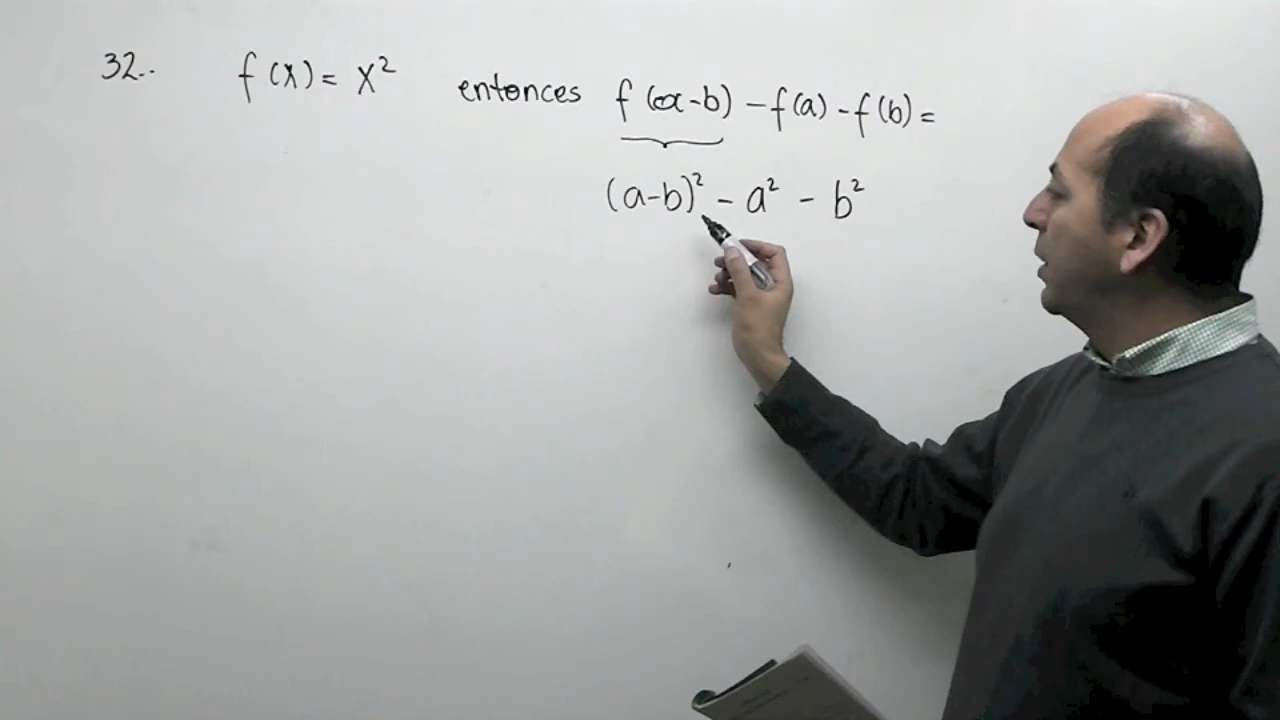 32.. f(x) = x² entonces f(a-b) - f(a) - f(b) =
(a-b)² - a² - b²